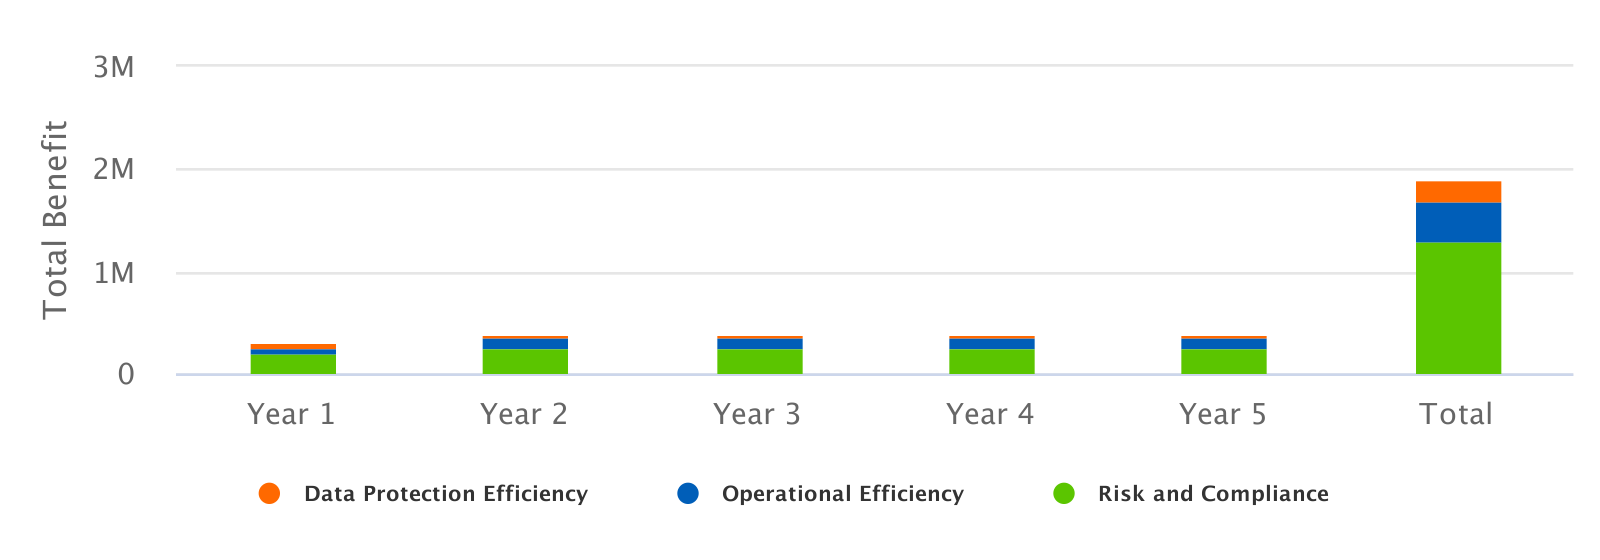 Total Benefit
3M
2M
1M
0
Year 1 Year 2 Year 3 Year 4 Year 5 Total
Data Protection Efficiency Operational Efficiency Risk and Compliance